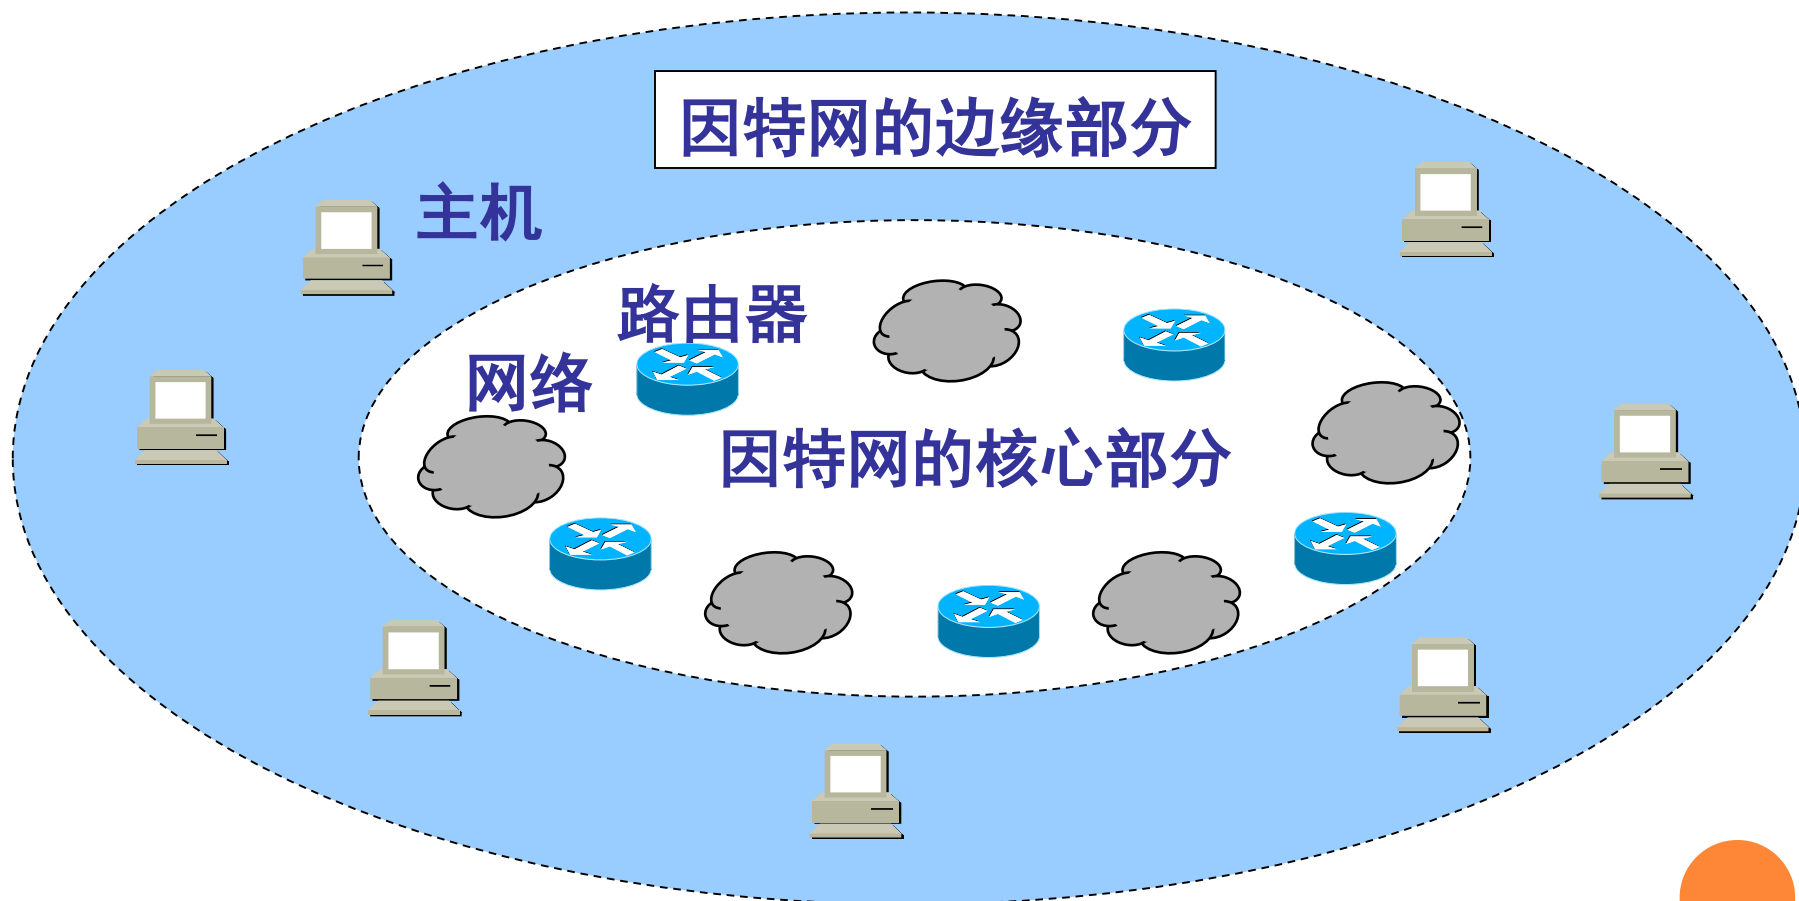 因特网的边缘部分
主机
路由器
网络
因特网的核心部分